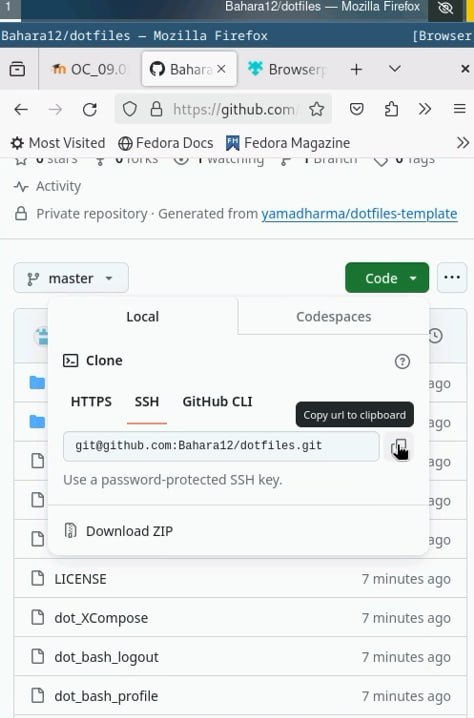 1 Bahara12/dotfiles — Mozilla Firefox
Bahara12/dotfiles — Mozilla Firefox [Browser
OC_09.0 Bahara Browserp
https://github.com/
Most Visited Fedora Docs Fedora Magazine
0 stars 0 forks 1 watching 1 Branch 0 Tags
Activity
Private repository · Generated from yamadharma/dotfiles-template
master Code
Local Codespaces
Clone
HTTPS SSH GitHub CLI
Copy url to clipboard
git@github.com:Bahara12/dotfiles.git
Use a password-protected SSH key.
Download ZIP
ago
ago
ago
ago
ago
LICENSE 7 minutes ago
dot_XCompose 7 minutes ago
dot_bash_logout 7 minutes ago
dot_bash_profile 7 minutes ago